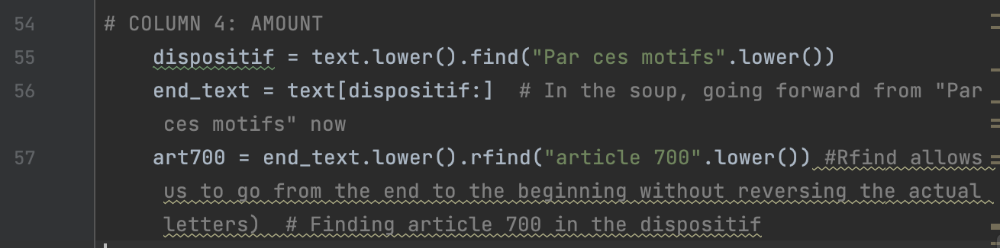 54 # COLUMN 4: AMOUNT
55 dispositif = text.lower().find("Par ces motifs".lower())
56 end_text = text[dispositif:]  # In the soup, going forward from "Par
ces motifs" now
57 art700 = end_text.lower().rfind("article 700".lower()) #Rfind allows
us to go from the end to the beginning without reversing the actual
letters)  # Finding article 700 in the dispositif